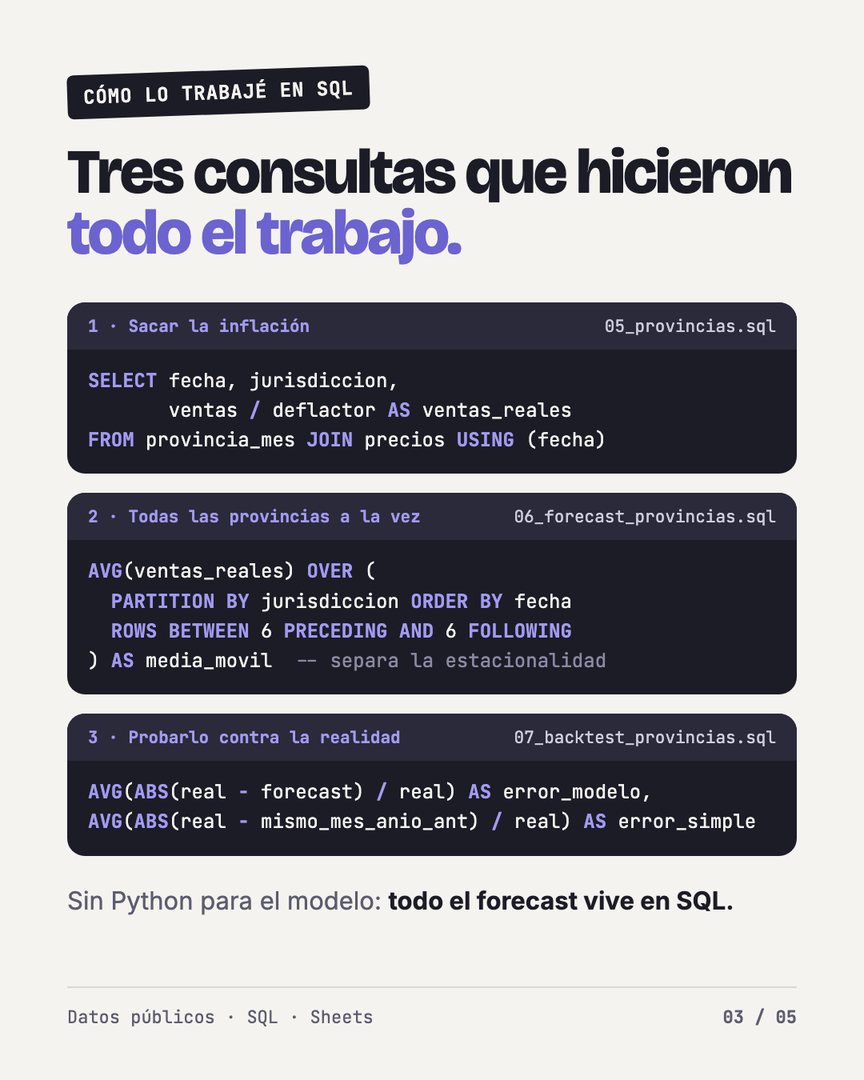 CÓMO LO TRABAJÉ EN SQL
Tres consultas que hicieron
todo el trabajo.
1 · Sacar la inflación 05_provincias.sql
SELECT fecha, jurisdiccion,
ventas / deflactor AS ventas_reales
FROM provincia_mes JOIN precios USING (fecha)
2 · Todas las provincias a la vez 06_forecast_provincias.sql
AVG(ventas_reales) OVER (
PARTITION BY jurisdiccion ORDER BY fecha
ROWS BETWEEN 6 PRECEDING AND 6 FOLLOWING
) AS media_movil -- separa la estacionalidad
3 · Probarlo contra la realidad 07_backtest_provincias.sql
AVG(ABS(real - forecast) / real) AS error_modelo,
AVG(ABS(real - mismo_mes_anio_ant) / real) AS error_simple
Sin Python para el modelo: todo el forecast vive en SQL.
Datos públicos · SQL · Sheets 03 / 05